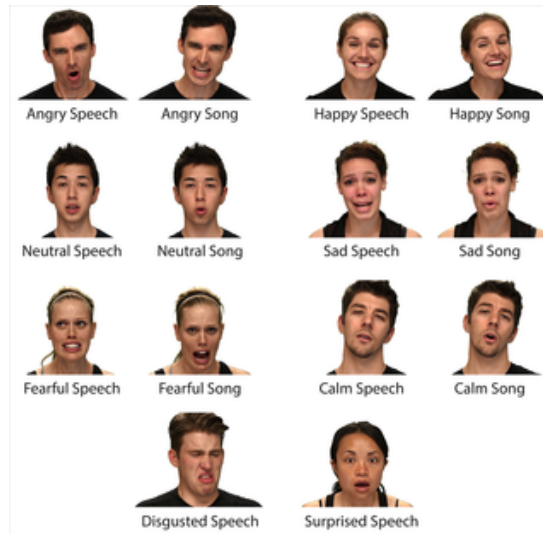 Angry Speech Angry Song Happy Speech Happy Song
Neutral Speech Neutral Song Sad Speech Sad Song
Fearful Speech Fearful Song Calm Speech Calm Song
Disgusted Speech Surprised Speech